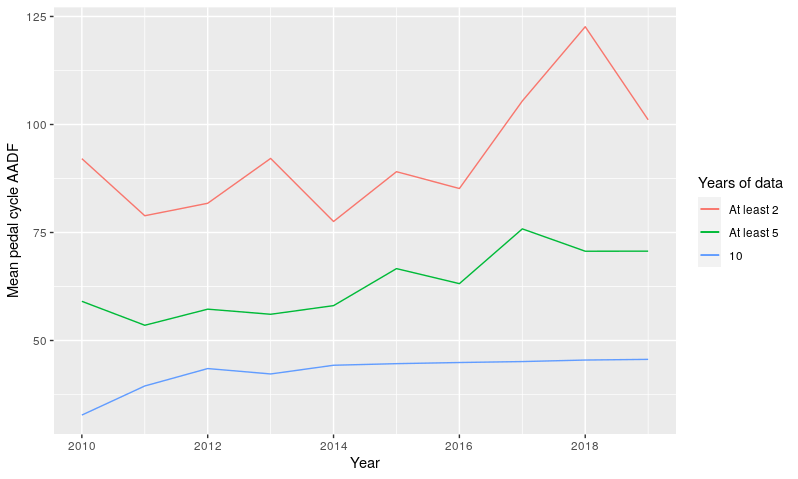 125
100
75
50
Mean pedal cycle AADF
2010
2012
2014
2016
2018
Year
Years of data
At least 2
At least 5
10